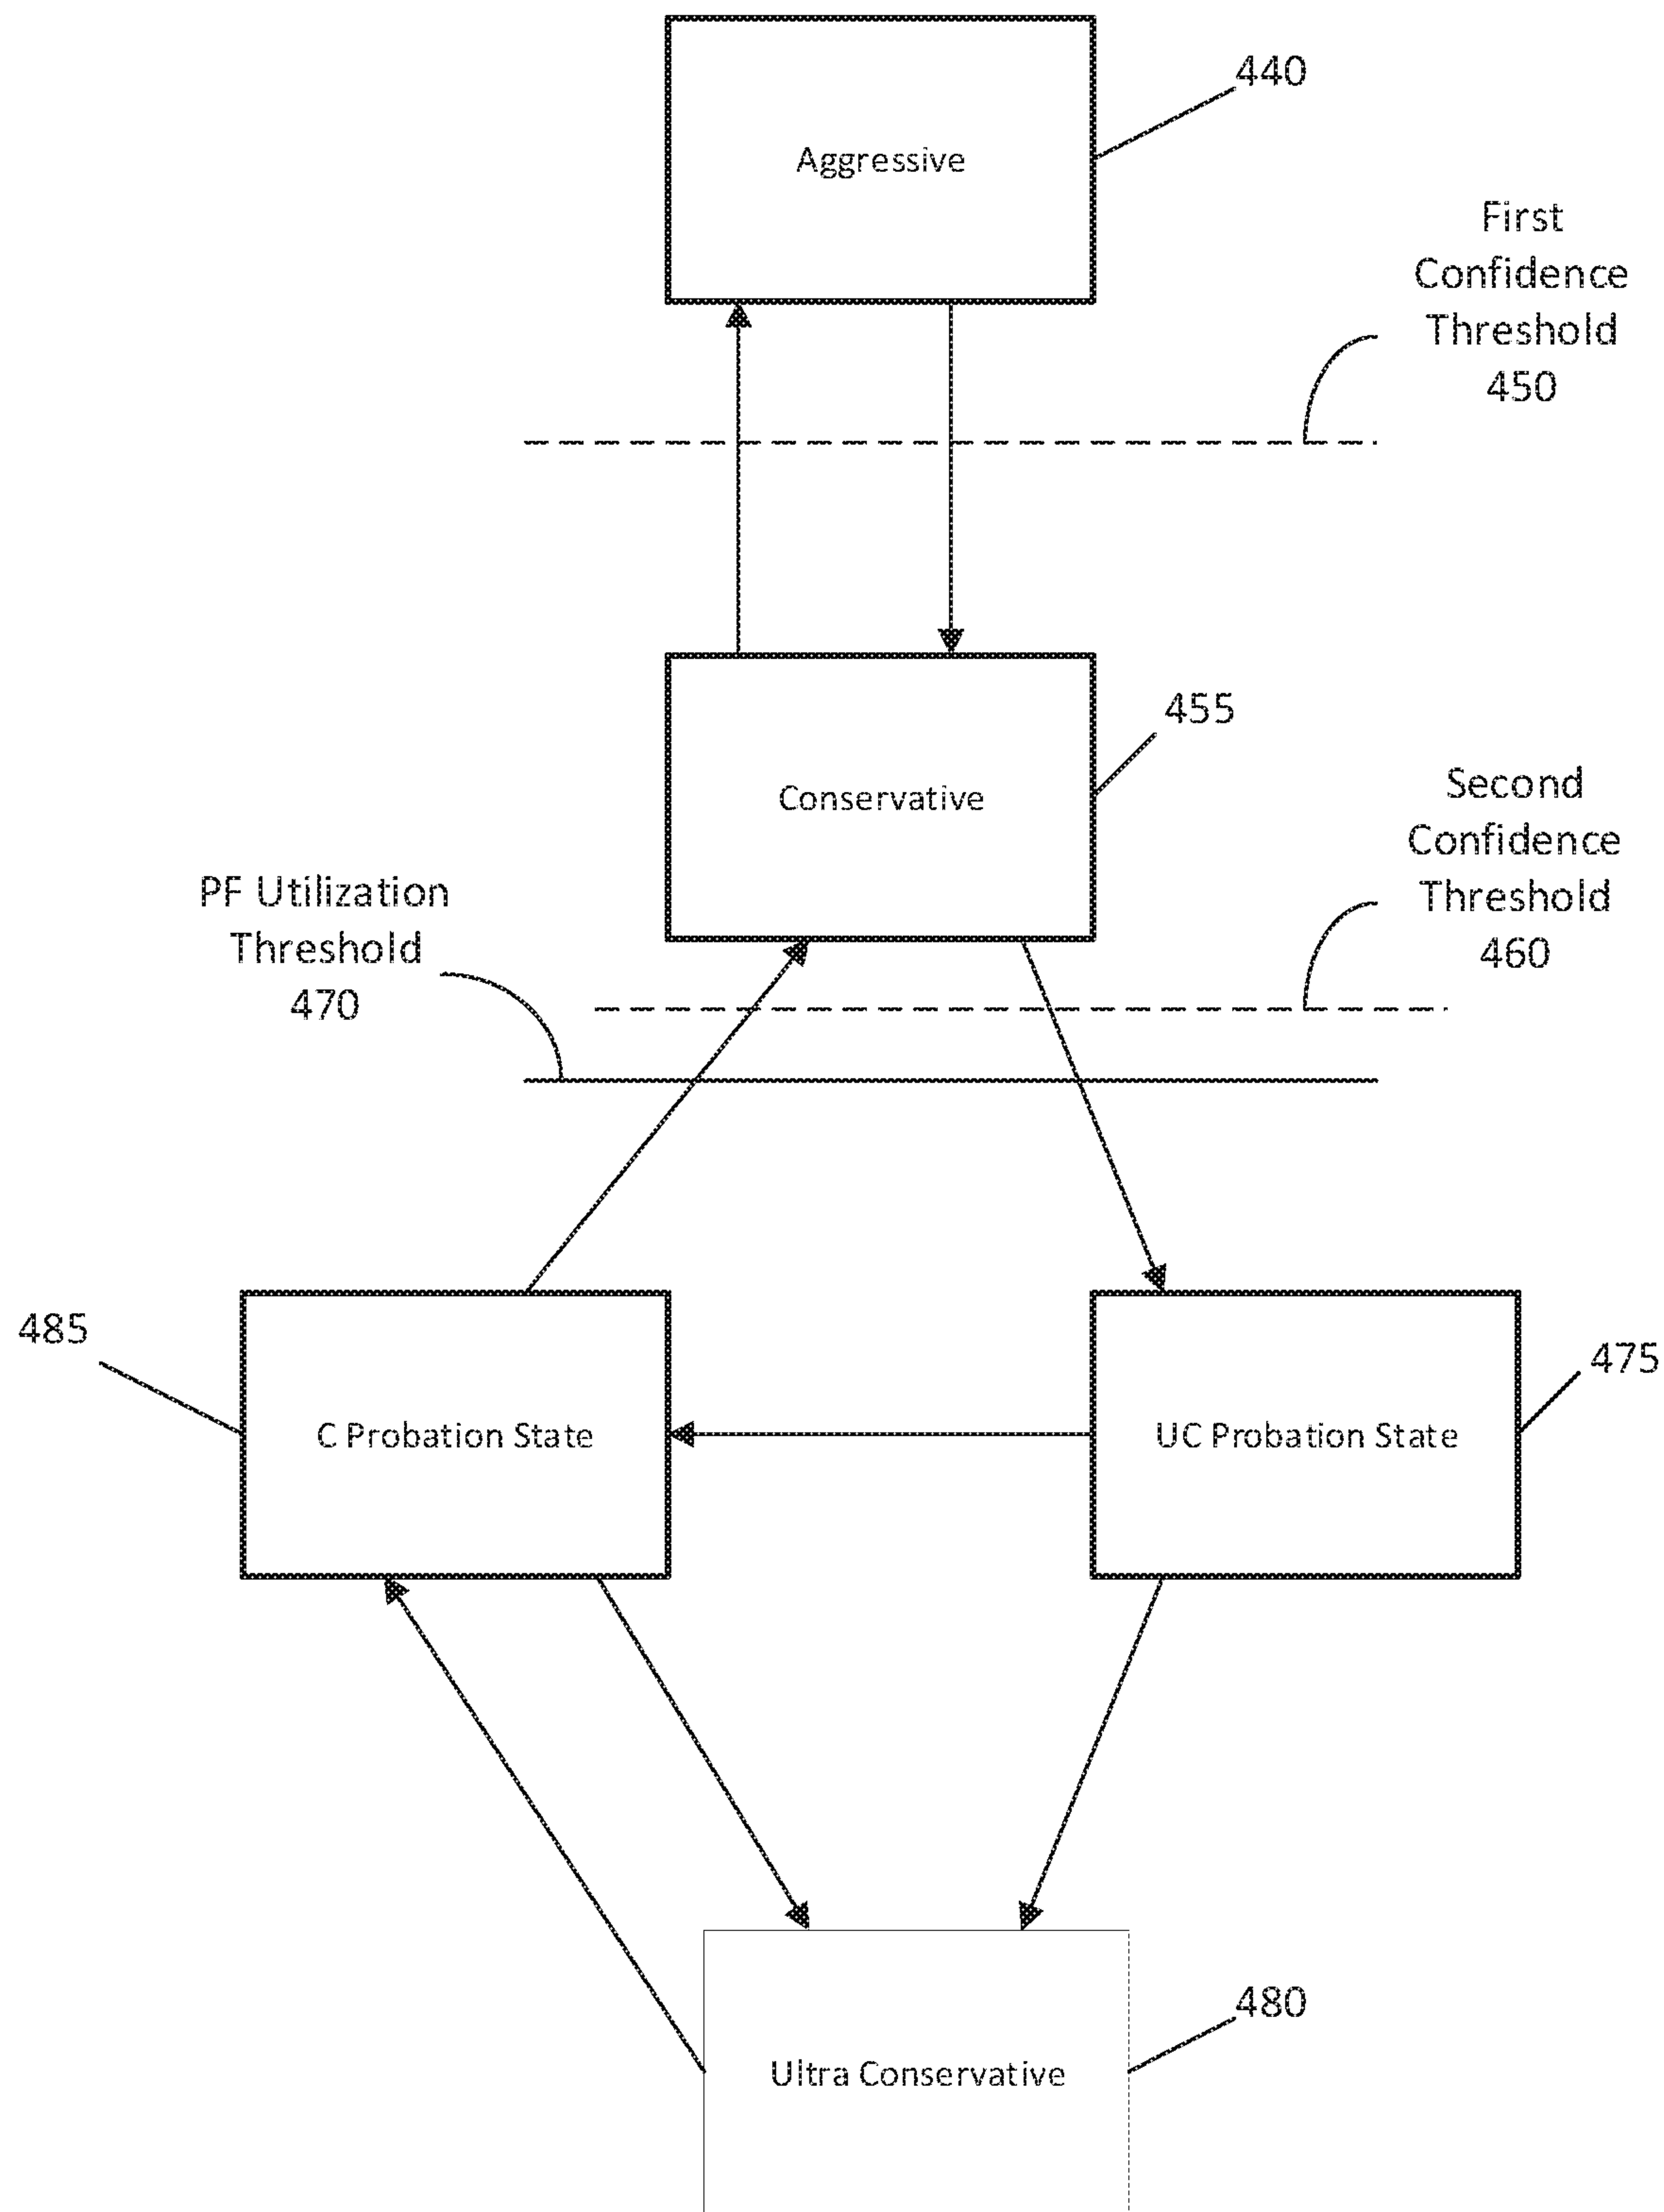 440
Aggressive
First
Confidence
Threshold
450
455
Conservative
Second
Confidence
Threshold
460
PF Utilization
Threshold
470
485
475
C Probation State
UC Probation State
480
Ultra Conservative